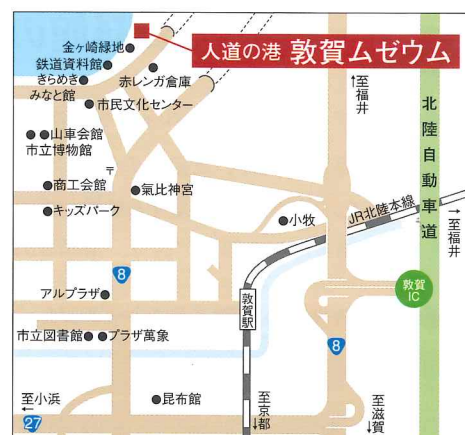 人道の港 敦賀ムゼウム
金ヶ崎緑地
鉄道資料館
きらめき
みなと館
赤レンガ倉庫
市民文化センター
山車会館
市立博物館
〒
商工会館
氣比神宮
キッズパーク
小牧
JR北陸本線
↑至福井
北陸自動車道
→至福井
敦賀
IC
8
アルプラザ
敦賀駅
8
市立図書館
プラザ萬象
昆布館
至小浜
←
27
至京都
↓
至滋賀
↓